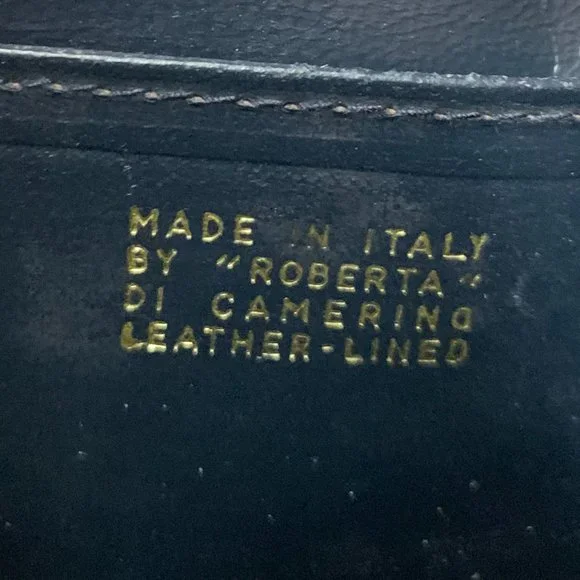 MADE IN ITALY
BY "ROBERTA"
DI CAMERINO
LEATHER-LINED